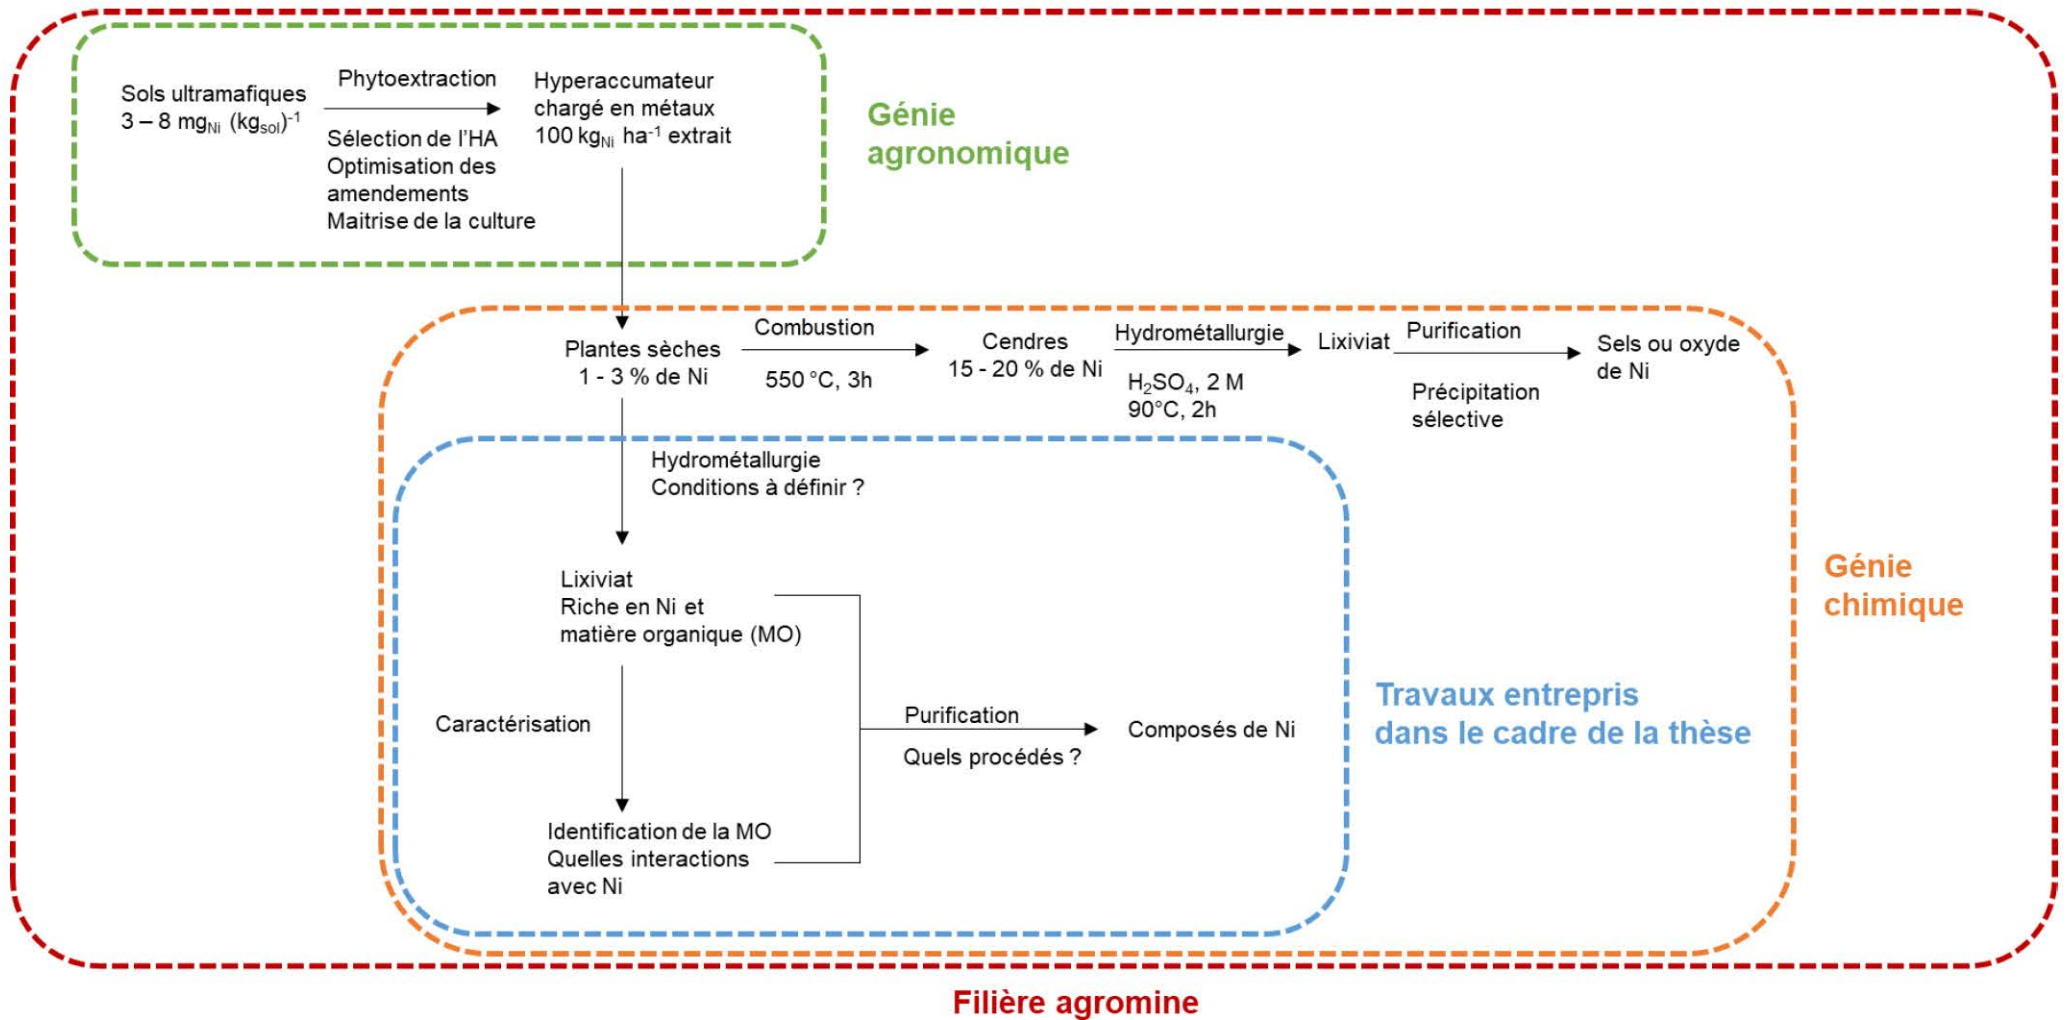 Sols ultramafiques
3 – 8 mgNi (kgsol)-1
Phytoextraction
Sélection de l'HA
Optimisation des
amendements
Maitrise de la culture
Hyperaccumateur
chargé en métaux
100 kgNi ha-1 extrait
Génie
agronomique
Plantes sèches
1 - 3 % de Ni
Combustion
550 °C, 3h
Cendres
15 - 20 % de Ni
Hydrométallurgie
H2SO4, 2 M
90°C, 2h
Lixiviat
Purification
Précipitation
sélective
Sels ou oxyde
de Ni
Hydrométallurgie
Conditions à définir ?
Lixiviat
Riche en Ni et
matière organique (MO)
Caractérisation
Identification de la MO
Quelles interactions
avec Ni
Purification
Quels procédés ?
Composés de Ni
Travaux entrepris
dans le cadre de la thèse
Génie
chimique
Filière agromine